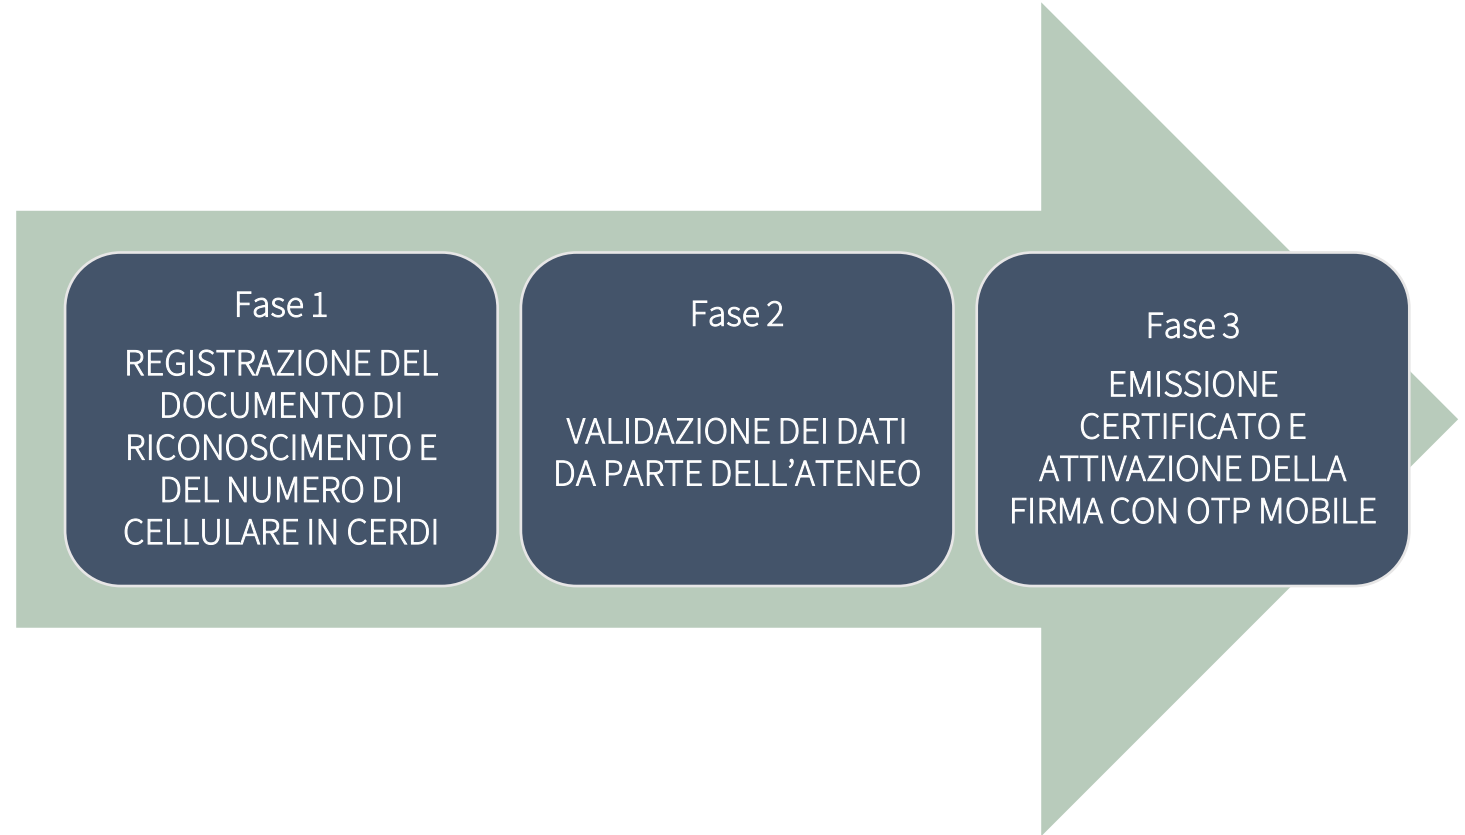 Fase 1
REGISTRAZIONE DEL
DOCUMENTO DI
RICONOSCIMENTO E
DEL NUMERO DI
CELLULARE IN CERDI
Fase 2
VALIDAZIONE DEI DATI
DA PARTE DELL’ATENEO
Fase 3
EMISSIONE
CERTIFICATO E
ATTIVAZIONE DELLA
FIRMA CON OTP MOBILE